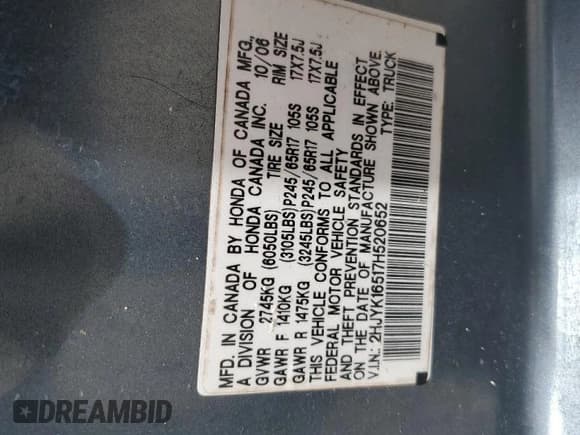 MFD. IN CANADA BY HONDA OF CANADA MFG.,
A DIVISION OF HONDA CANADA INC. 10/06
GVWR 2745KG (6050LBS) TIRE SIZE RIM SIZE
GAWR F 1410KG (3105LBS)P245/65R17 105S 17X7.5J
GAWR R 1475KG (3245LBS)P245/65R17 105S 17X7.5J
THIS VEHICLE CONFORMS TO ALL APPLICABLE
FEDERAL MOTOR VEHICLE SAFETY
AND THEFT PREVENTION STANDARDS IN EFFECT
ON THE DATE OF MANUFACTURE SHOWN ABOVE.
V.I.N.: 2HJYK16517H520652 TYPE: TRUCK
DREAMBID